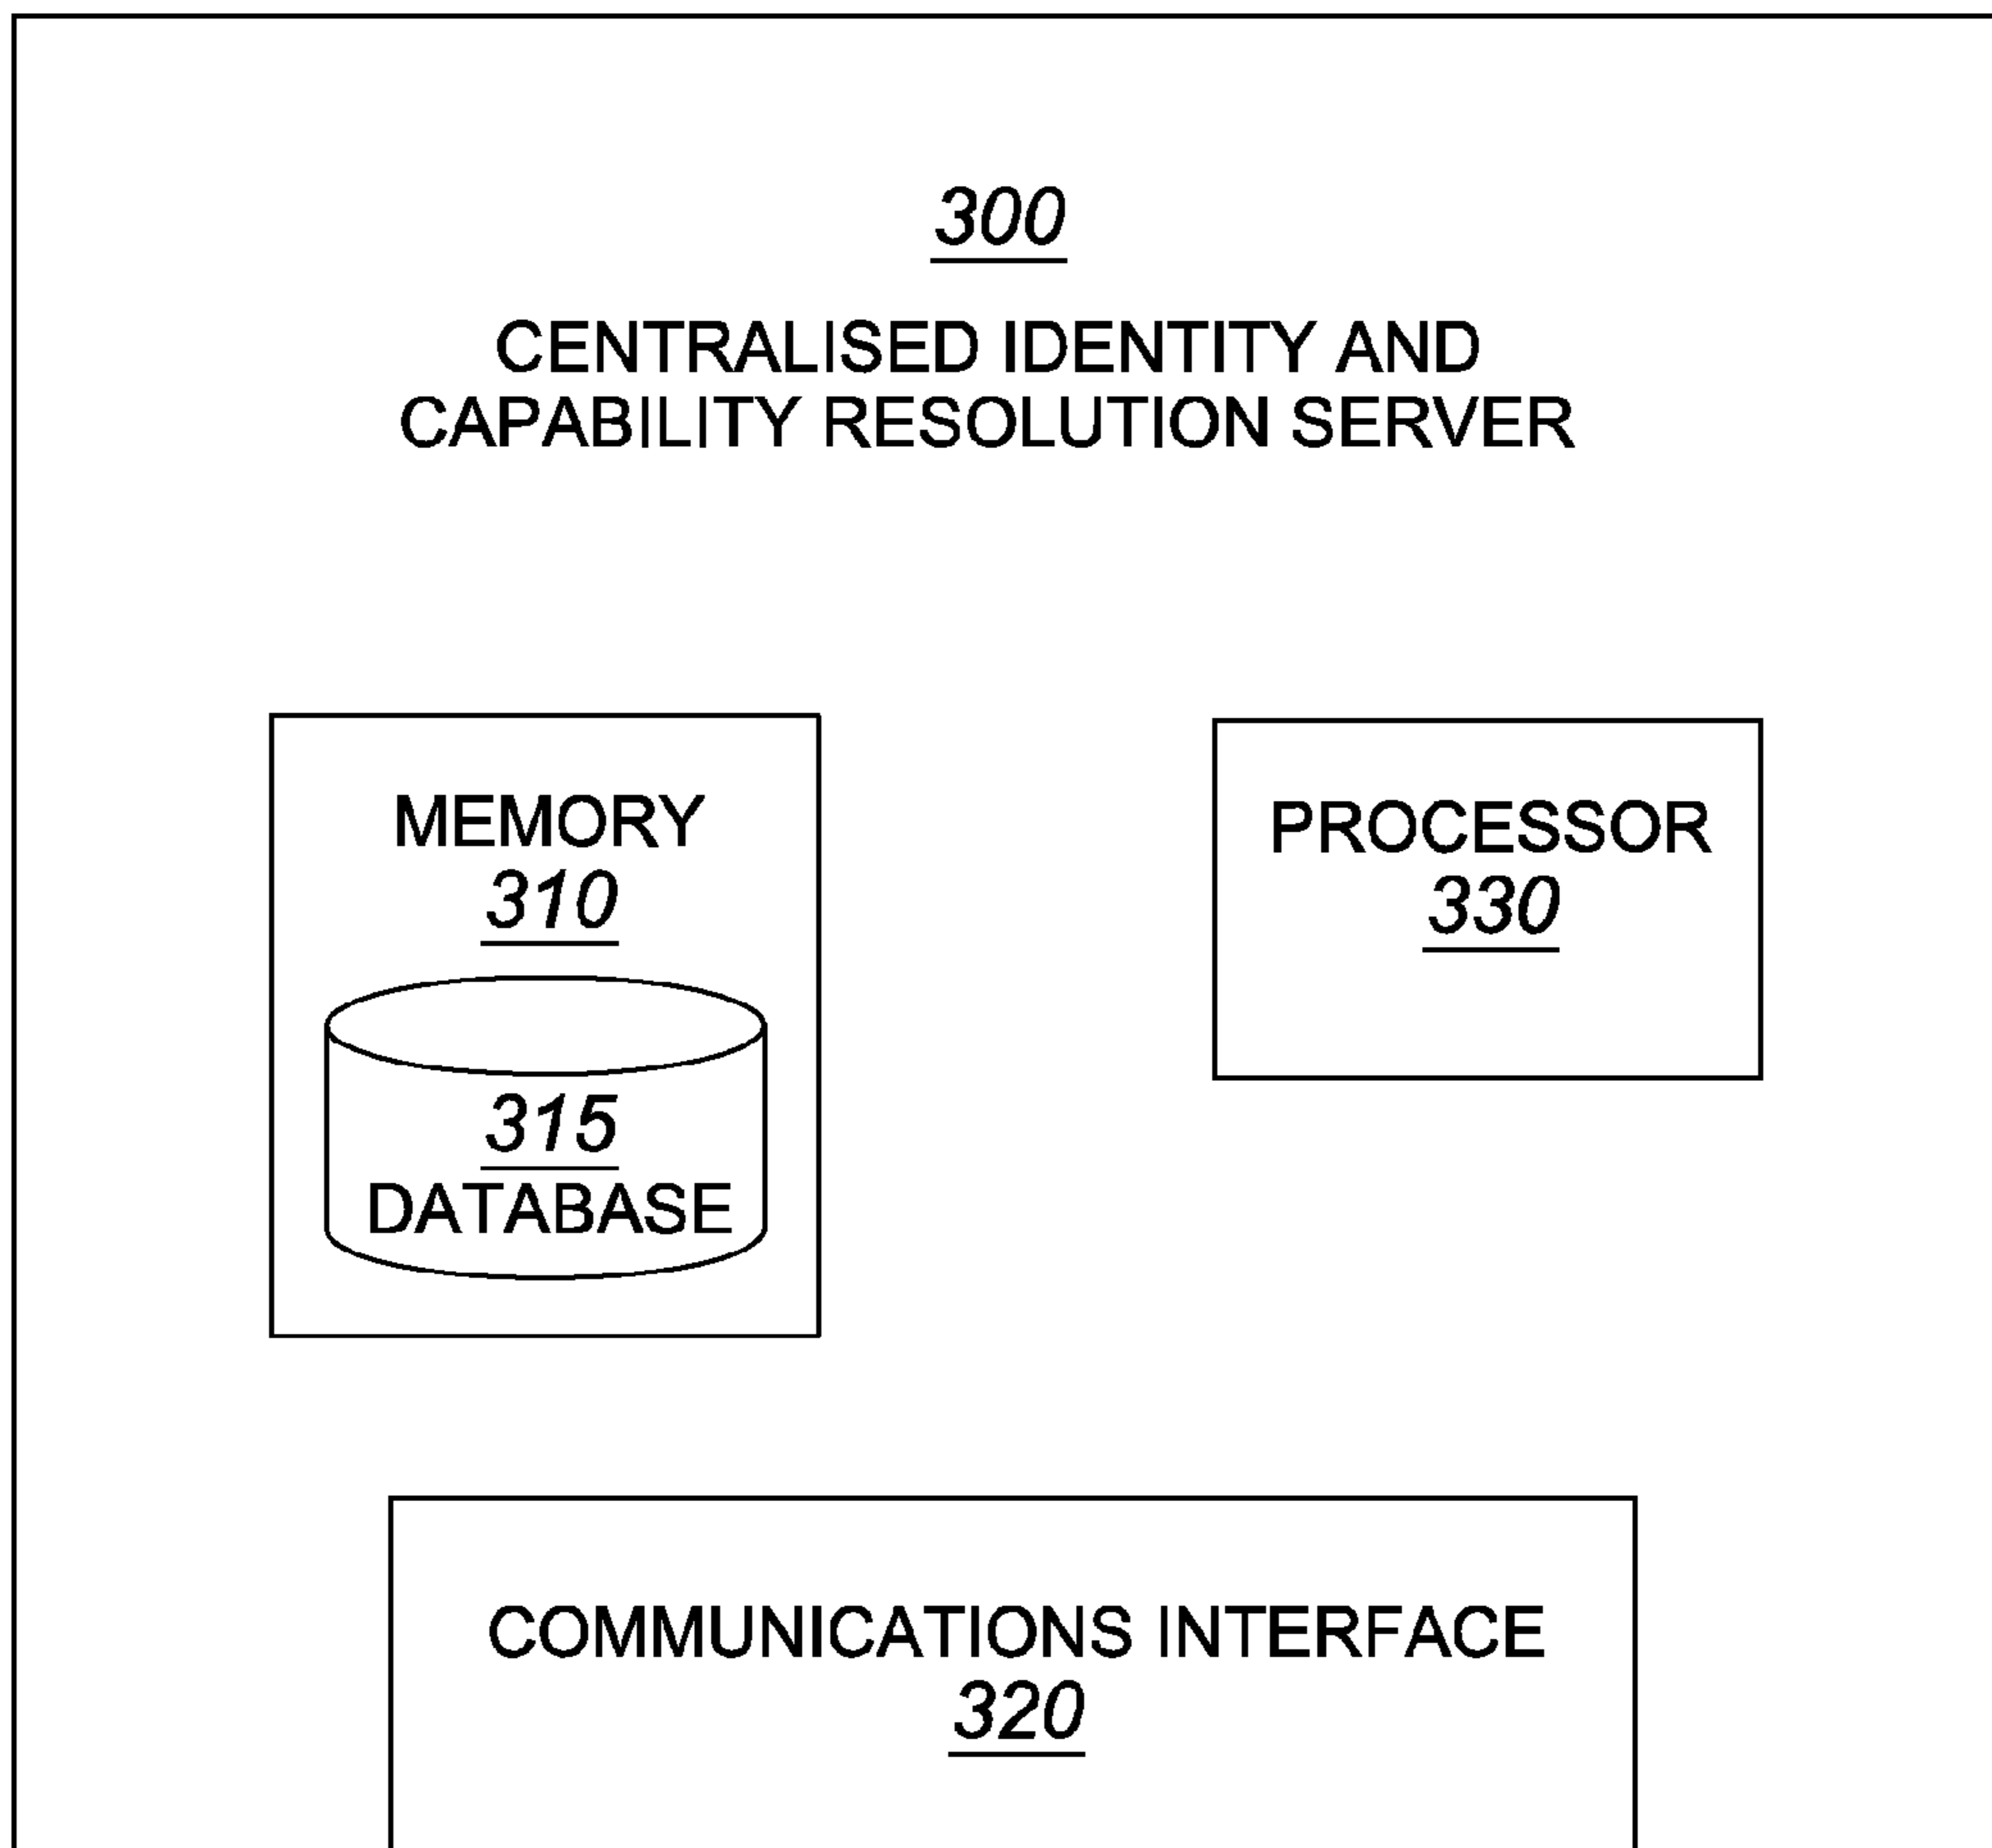 300
CENTRALISED IDENTITY AND
CAPABILITY RESOLUTION SERVER
MEMORY
310
315
DATABASE
PROCESSOR
330
COMMUNICATIONS INTERFACE
320